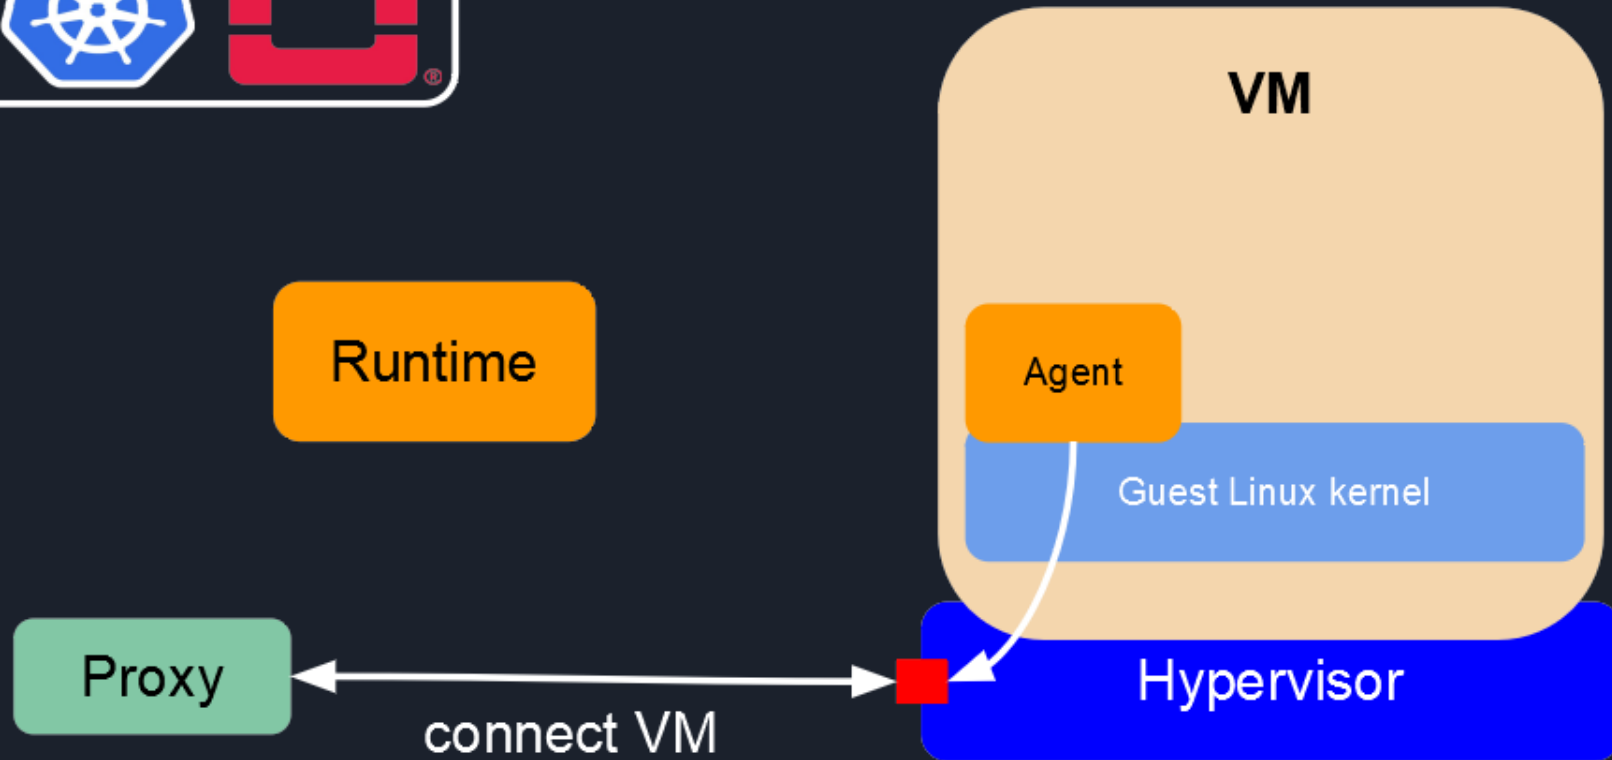 ®
VM
Runtime
Agent
Guest Linux kernel
Proxy
Hypervisor
connect VM